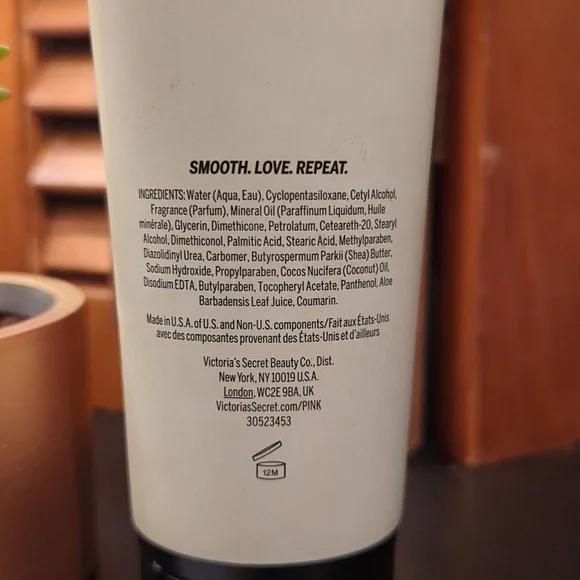 SMOOTH. LOVE. REPEAT.
INGREDIENTS: Water (Aqua, Eau), Cyclopentasiloxane, Cetyl Alcohol,
Fragrance (Parfum), Mineral Oil (Paraffinum Liquidum, Huile
minérale), Glycerin, Dimethicone, Petrolatum, Ceteareth-20, Stearyl
Alcohol, Dimethiconol, Palmitic Acid, Stearic Acid, Methylparaben,
Diazolidinyl Urea, Carbomer, Butyrospermum Parkii (Shea) Butter,
Sodium Hydroxide, Propylparaben, Cocos Nucifera (Coconut) Oil,
Disodium EDTA, Butylparaben, Tocopheryl Acetate, Panthenol, Aloe
Barbadensis Leaf Juice, Coumarin.
Made in U.S.A. of U.S. and Non-U.S. components/Fait aux États-Unis
avec des composantes provenant des États-Unis et d'ailleurs
Victoria's Secret Beauty Co., Dist.
New York, NY 10019 U.S.A.
London, WC2E 9BA, UK
VictoriasSecret.com/PINK
30523453
12M